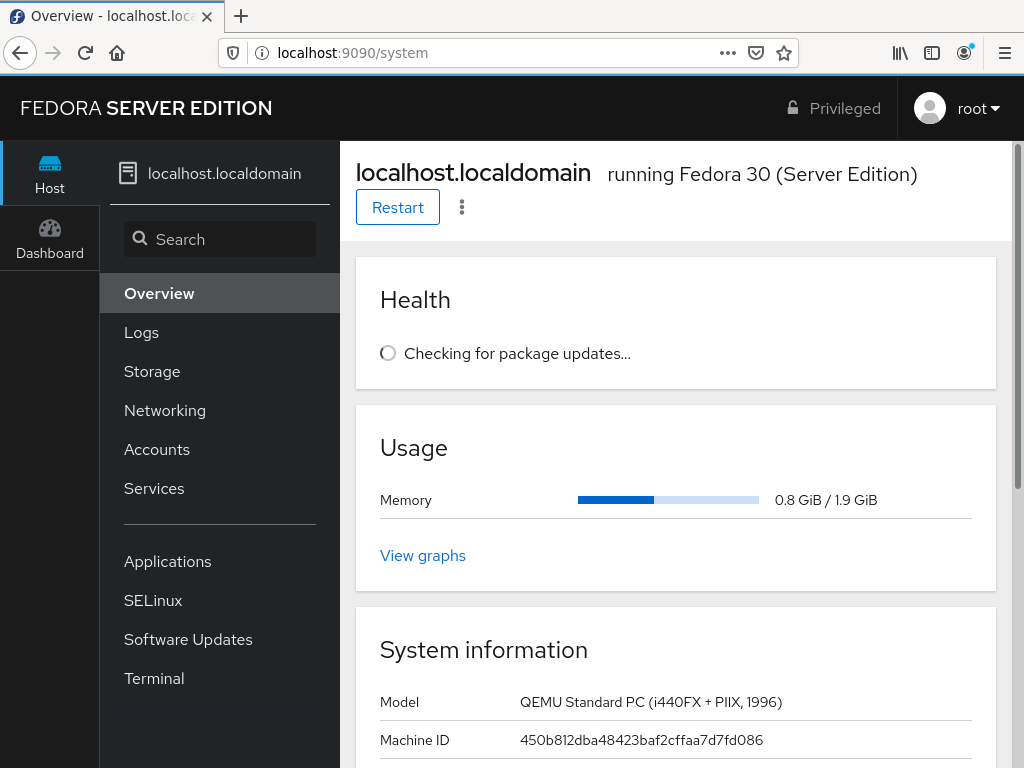 Overview - localhost.loc
localhost:9090/system
FEDORA SERVER EDITION
Privileged
root
Host
Dashboard
localhost.localdomain
Search
Overview
Logs
Storage
Networking
Accounts
Services
Applications
SELinux
Software Updates
Terminal
localhost.localdomain running Fedora 30 (Server Edition)
Restart
Health
Checking for package updates...
Usage
Memory 0.8 GiB / 1.9 GiB
View graphs
System information
Model QEMU Standard PC (i440FX + PIIX, 1996)
Machine ID 450b812dba48423baf2cffaa7d7fd086